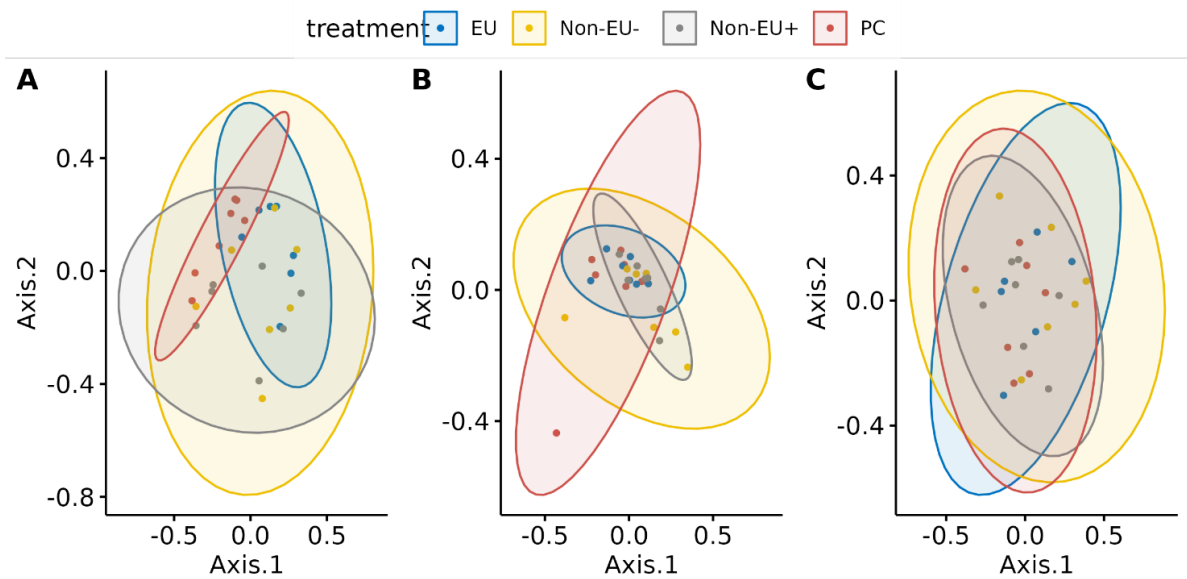 treatment EU Non-EU- Non-EU+ PC
A B C
0.4 0.4 0.4
0.0 0.0 0.0
-0.4 -0.4 -0.4
-0.8
Axis.2 Axis.2 Axis.2
-0.5 0.0 0.5 -0.5 0.0 0.5 -0.5 0.0 0.5
Axis.1 Axis.1 Axis.1